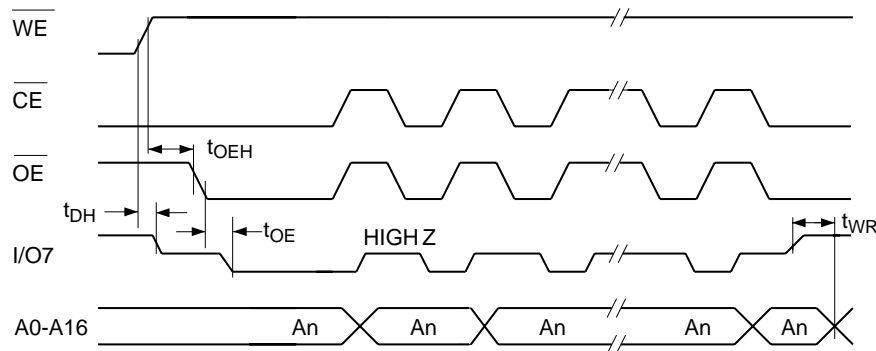 WE
CE
tOEH
OE
tDH
tOE
HIGH Z
tWR
I/O7
A0-A16 An An An An An